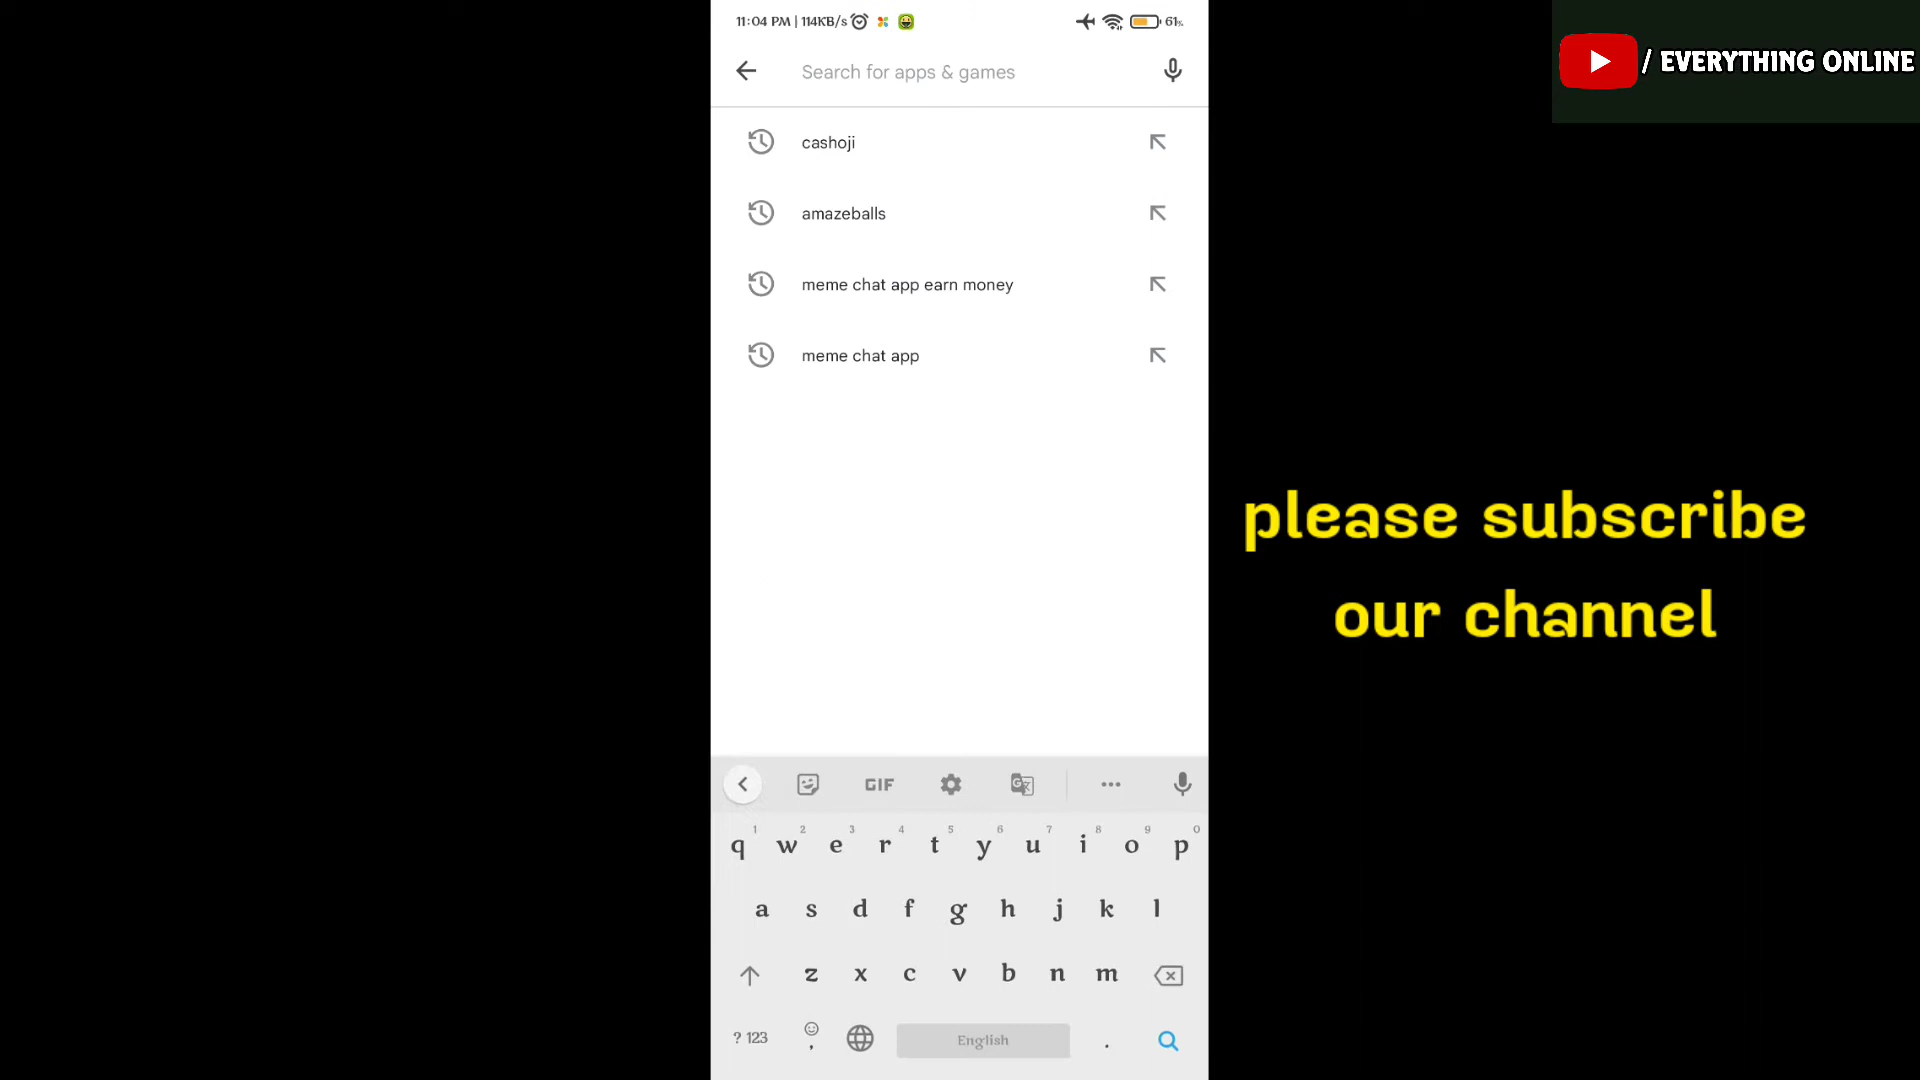 11:04 PM | 114KB/s
61%
/ EVERYTHING ONLINE
Search for apps & games
cashoji
amazeballs
meme chat app earn money
meme chat app
please subscribe
our channel
GIF
1 2 3 4 5 6 7 8 9 0
q w e r t y u i o p
a s d f g h j k l
z x c v b n m
?123 , English .